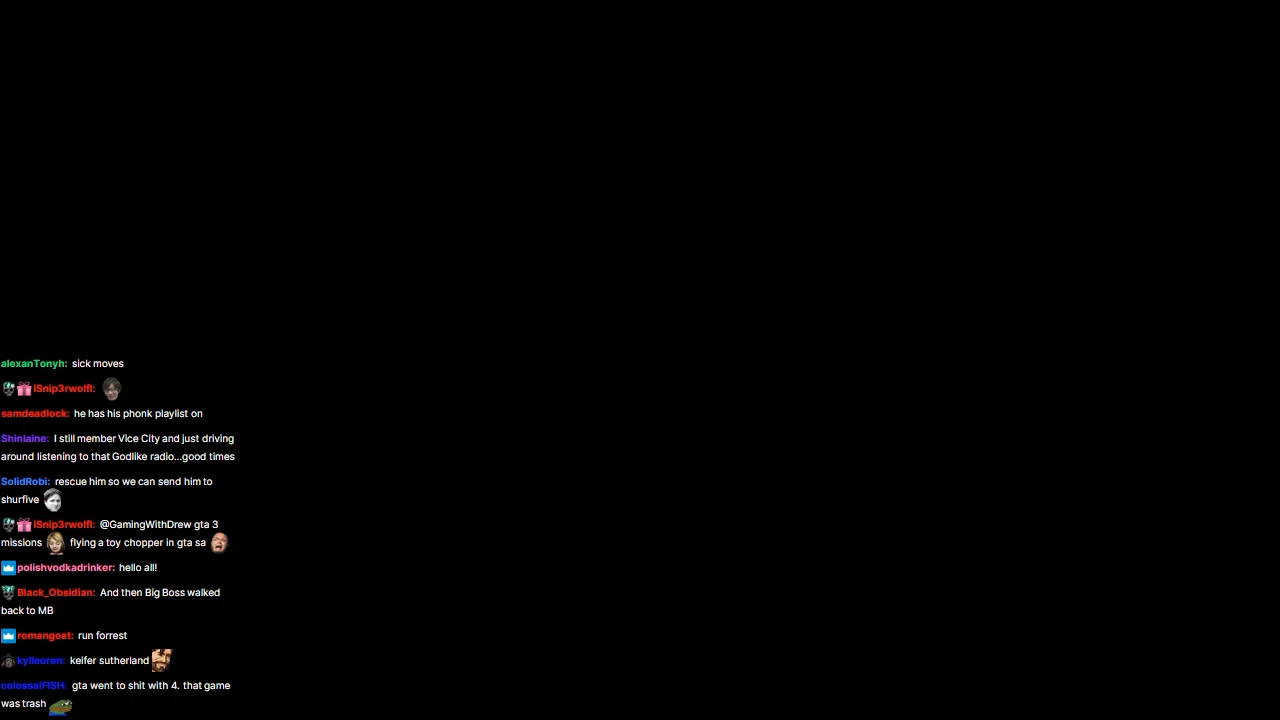 alexanTonyh: sick moves
lSnip3rwolfl:
samdeadlock: he has his phonk playlist on
Shinlaine: I still member Vice City and just driving
around listening to that Godlike radio...good times
SolidRobi: rescue him so we can send him to
shurfive
lSnip3rwolfl: @GamingWithDrew gta 3
missions flying a toy chopper in gta sa
polishvodkadrinker: hello all!
Black_Obsidian: And then Big Boss walked
back to MB
romangoat: run forrest
kylleoren: keifer sutherland
colossalFISH: gta went to shit with 4. that game
was trash